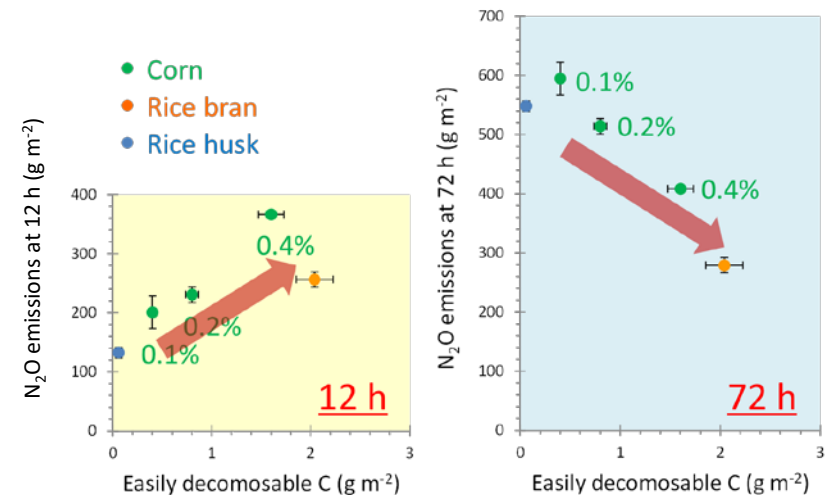 Corn
Rice bran
Rice husk
N₂O emissions at 12 h (g m⁻²)
400
300
200
100
0
0.4%
0.2%
0.1%
12 h
0 1 2 3
Easily decomosable C (g m⁻²)
N₂O emissions at 72 h (g m⁻²)
700
600
500
400
300
200
100
0
0.1%
0.2%
0.4%
72 h
0 1 2 3
Easily decomosable C (g m⁻²)